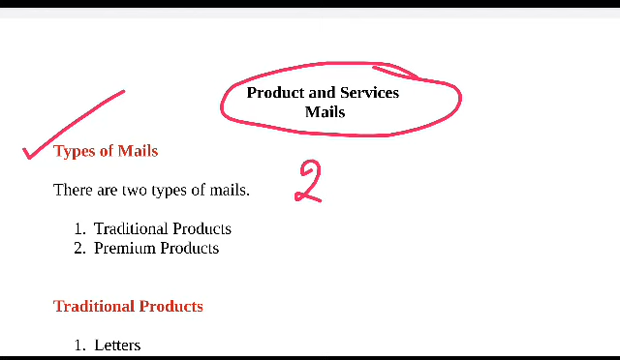 Product and Services
Mails
Types of Mails
There are two types of mails.
2
1. Traditional Products
2. Premium Products
Traditional Products
1. Letters